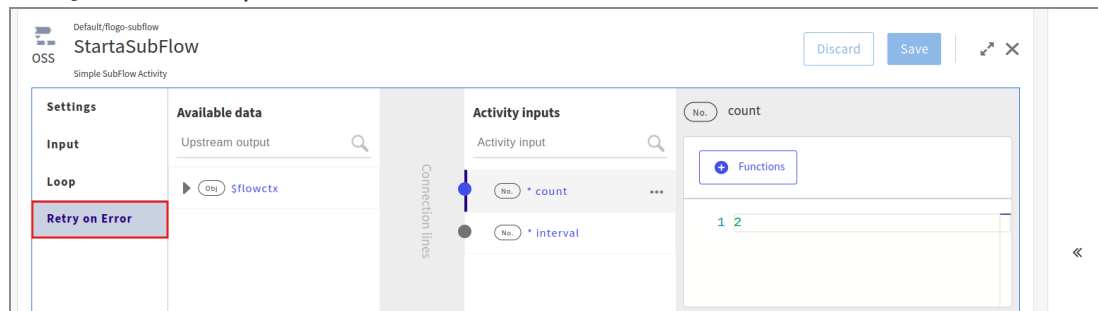 Default/flogo-subflow
StartaSubFlow
OSS
Simple SubFlow Activity
Discard
Save
Settings
Input
Loop
Retry on Error
Available data
Upstream output
Obj $flowctx
Connection lines
Activity inputs
Activity input
No. * count
No. * interval
No. count
Functions
1 2